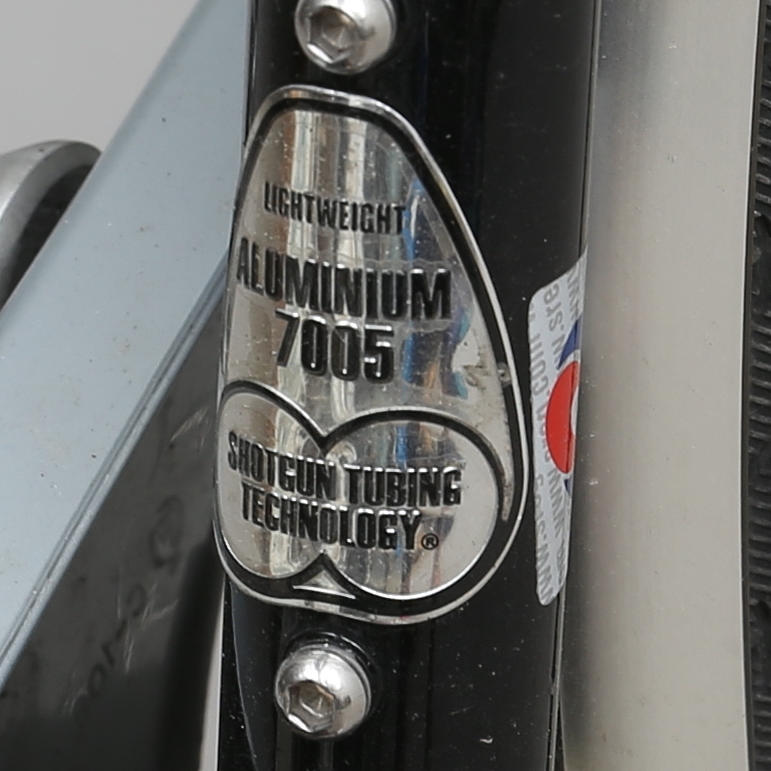 LIGHTWEIGHT
ALUMINIUM
7005
SHOTGUN TUBING
TECHNOLOGY®